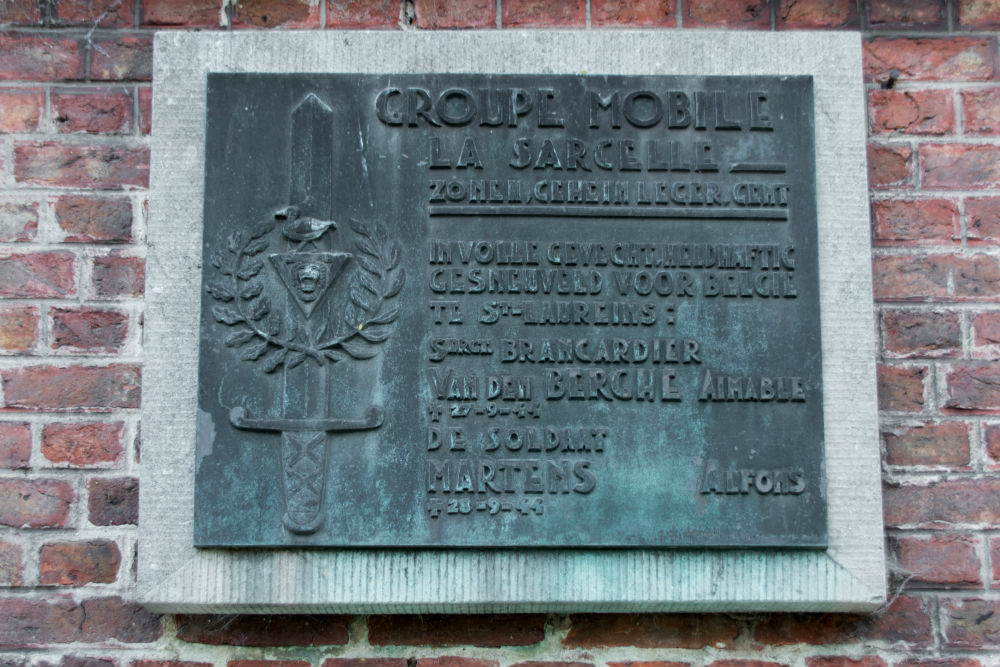 GROUPE MOBILE
LA SARCELLE
ZONE II, GEHEIM LEGER, GENT
IN VOLLE GEVECHT, HELDHAFTIG
GESNEUVELD VOOR BELGIE
TE ST-LAUREINS:
SERGT BRANCARDIER
VAN DEN BERGHE AIMABLE
† 27-9-44
DE SOLDAAT
MARTENS ALFONS
† 28-9-44